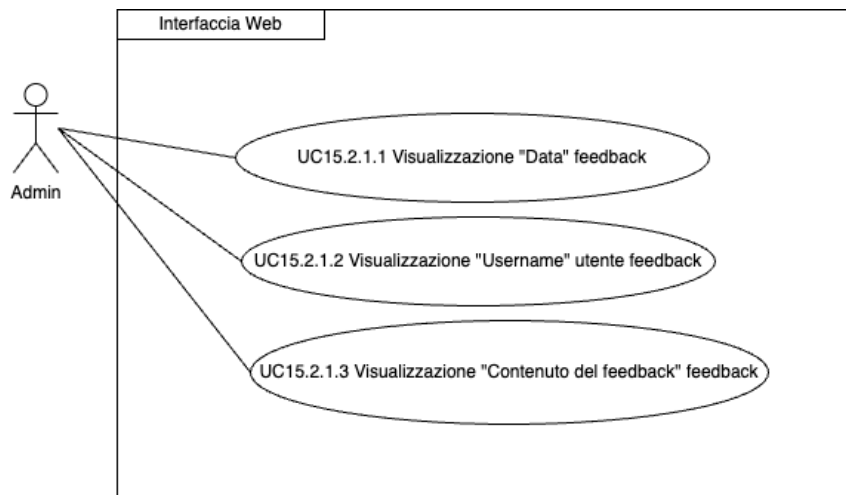 Interfaccia Web
Admin
UC15.2.1.1 Visualizzazione "Data" feedback
UC15.2.1.2 Visualizzazione "Username" utente feedback
UC15.2.1.3 Visualizzazione "Contenuto del feedback" feedback